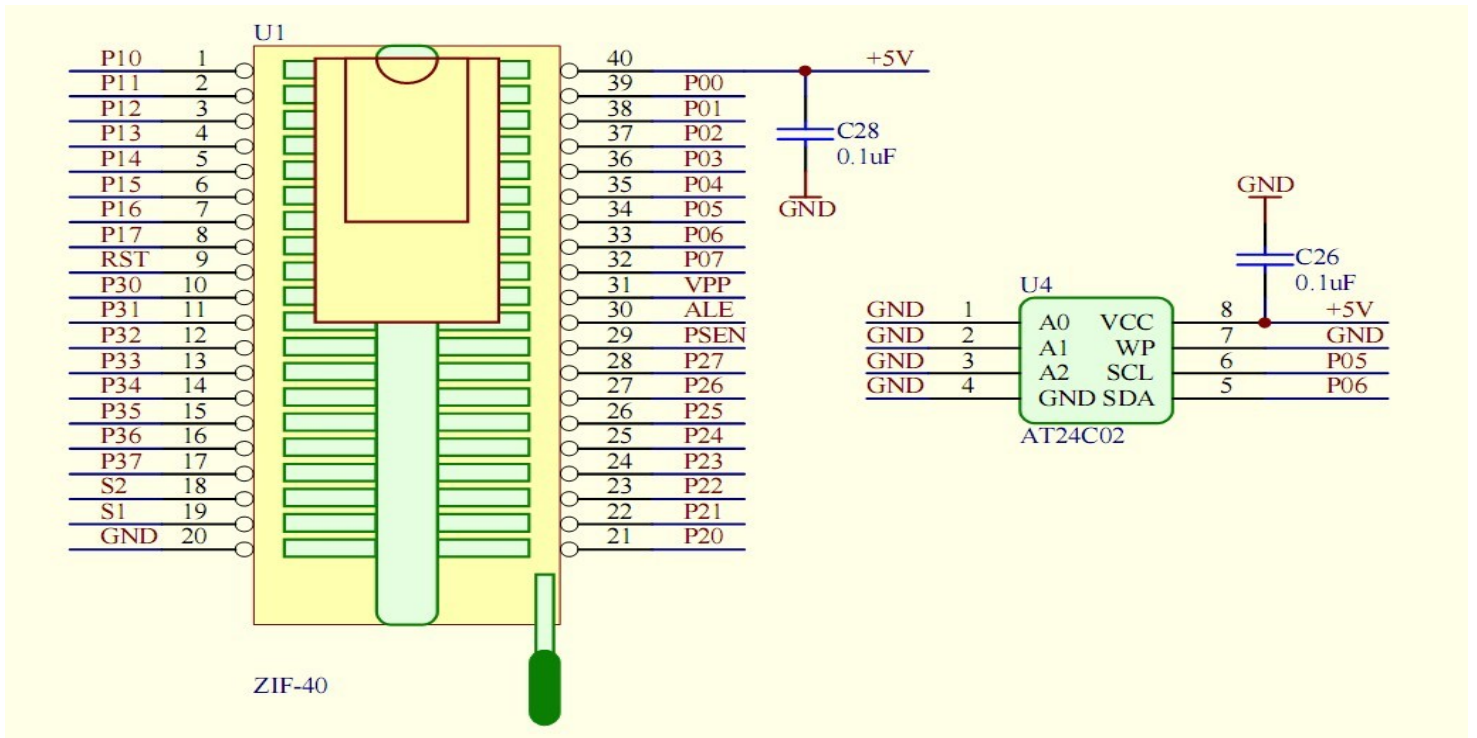 U1
P10 1 40 +5V
P11 2 39 P00
P12 3 38 P01
P13 4 37 P02
P14 5 36 P03
P15 6 35 P04
P16 7 34 P05
P17 8 33 P06
RST 9 32 P07
P30 10 31 VPP
P31 11 30 ALE
P32 12 29 PSEN
P33 13 28 P27
P34 14 27 P26
P35 15 26 P25
P36 16 25 P24
P37 17 24 P23
S2 18 23 P22
S1 19 22 P21
GND 20 21 P20
ZIF-40
C28
0.1uF
GND
GND
C26
0.1uF
U4
GND 1 A0 VCC 8 +5V
GND 2 A1 WP 7 GND
GND 3 A2 SCL 6 P05
GND 4 GND SDA 5 P06
AT24C02